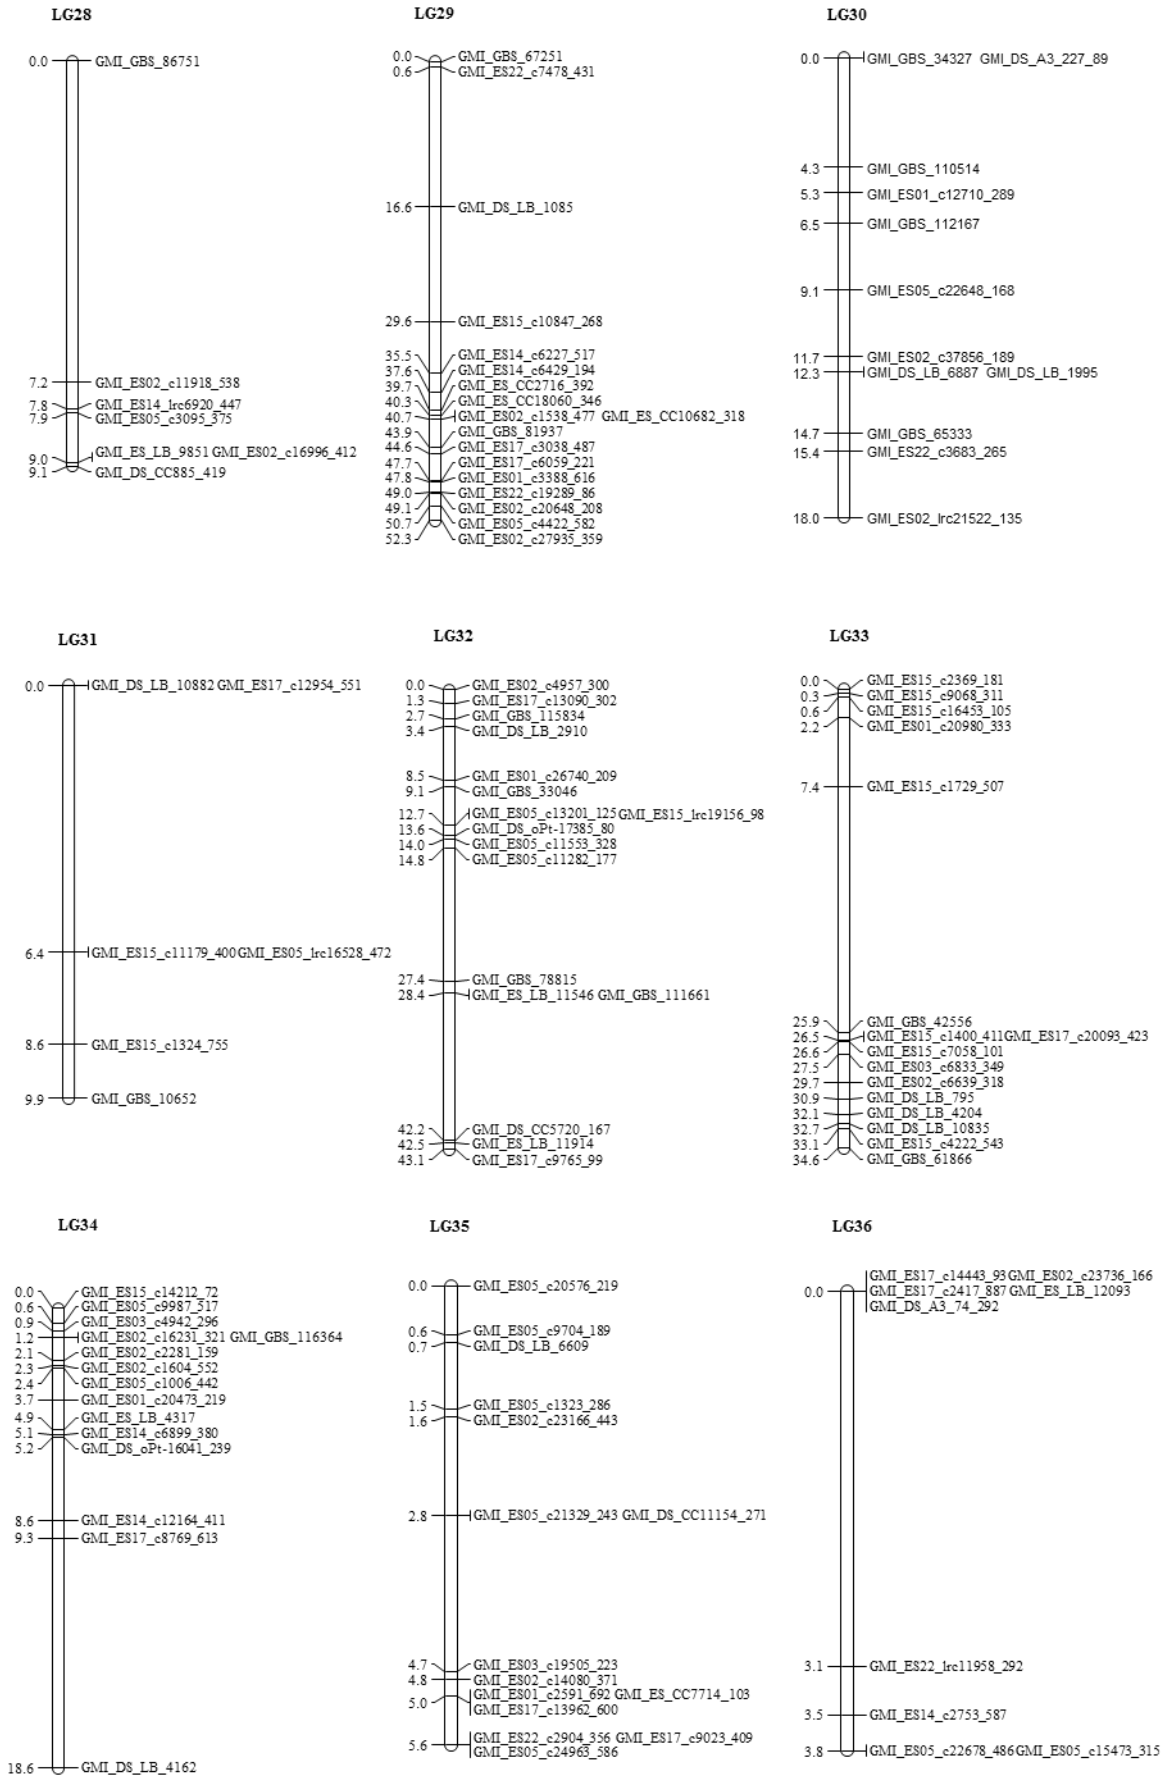 LG28
0.0 GMI_GBS_86751
7.2 GMI_ES02_c11918_538
7.8 GMI_ES14_lrc6920_447
7.9 GMI_ES05_c3095_375
9.0 GMI_ES_LB_9851 GMI_ES02_c16996_412
9.1 GMI_DS_CC885_419
LG29
0.0 GMI_GBS_67251
0.6 GMI_ES22_c7478_431
16.6 GMI_DS_LB_1085
29.6 GMI_ES15_c10847_268
35.5 GMI_ES14_c6227_517
37.6 GMI_ES14_c6429_194
39.7 GMI_ES_CC2716_392
40.3 GMI_ES_CC18060_346
40.7 GMI_ES02_c1538_477 GMI_ES_CC10682_318
43.9 GMI_GBS_81937
44.6 GMI_ES17_c3038_487
47.7 GMI_ES17_c6059_221
47.8 GMI_ES01_c3388_616
49.0 GMI_ES22_c19289_86
49.1 GMI_ES02_c20648_208
50.7 GMI_ES05_c4422_582
52.3 GMI_ES02_c27935_359
LG30
0.0 GMI_GBS_34327 GMI_DS_A3_227_89
4.3 GMI_GBS_110514
5.3 GMI_ES01_c12710_289
6.5 GMI_GBS_112167
9.1 GMI_ES05_c22648_168
11.7 GMI_ES02_c37856_189
12.3 GMI_DS_LB_6887 GMI_DS_LB_1995
14.7 GMI_GBS_65333
15.4 GMI_ES22_c3683_265
18.0 GMI_ES02_lrc21522_135
LG31
0.0 GMI_DS_LB_10882 GMI_ES17_c12954_551
6.4 GMI_ES15_c11179_400 GMI_ES05_lrc16528_472
8.6 GMI_ES15_c1324_755
9.9 GMI_GBS_10652
LG32
0.0 GMI_ES02_c4957_300
1.3 GMI_ES17_c13090_302
2.7 GMI_GBS_115834
3.4 GMI_DS_LB_2910
8.5 GMI_ES01_c26740_209
9.1 GMI_GBS_33046
12.7 GMI_ES05_c13201_125 GMI_ES15_lrc19156_98
13.6 GMI_DS_oPt-17385_80
14.0 GMI_ES05_c11553_328
14.8 GMI_ES05_c11282_177
27.4 GMI_GBS_78815
28.4 GMI_ES_LB_11546 GMI_GBS_111661
42.2 GMI_DS_CC5720_167
42.5 GMI_ES_LB_11914
43.1 GMI_ES17_c9765_99
LG33
0.0 GMI_ES15_c2369_181
0.3 GMI_ES15_c9068_311
0.6 GMI_ES15_c16453_105
2.2 GMI_ES01_c20980_333
7.4 GMI_ES15_c1729_507
25.9 GMI_GBS_42556
26.5 GMI_ES15_c1400_411 GMI_ES17_c20093_423
26.6 GMI_ES15_c7058_101
27.5 GMI_ES03_c6833_349
29.7 GMI_ES02_c6639_318
30.9 GMI_DS_LB_795
32.1 GMI_DS_LB_4204
32.7 GMI_DS_LB_10835
33.1 GMI_ES15_c4222_543
34.6 GMI_GBS_61866
LG34
0.0 GMI_ES15_c14212_72
0.6 GMI_ES05_c9987_517
0.9 GMI_ES03_c4942_296
1.2 GMI_ES02_c16231_321 GMI_GBS_116364
2.1 GMI_ES02_c2281_159
2.3 GMI_ES02_c1604_552
2.4 GMI_ES05_c1006_442
3.7 GMI_ES01_c20473_219
4.9 GMI_ES_LB_4317
5.1 GMI_ES14_c6899_380
5.2 GMI_DS_oPt-16041_239
8.6 GMI_ES14_c12164_411
9.3 GMI_ES17_c8769_613
18.6 GMI_DS_LB_4162
LG35
0.0 GMI_ES05_c20576_219
0.6 GMI_ES05_c9704_189
0.7 GMI_DS_LB_6609
1.5 GMI_ES05_c1323_286
1.6 GMI_ES02_c23166_443
2.8 GMI_ES05_c21329_243 GMI_DS_CC11154_271
4.7 GMI_ES03_c19505_223
4.8 GMI_ES02_c14080_371
5.0 GMI_ES01_c2591_692 GMI_ES_CC7714_103
GMI_ES17_c13962_600
5.6 GMI_ES22_c2904_356 GMI_ES17_c9023_409
GMI_ES05_c24963_586
LG36
GMI_ES17_c14443_93 GMI_ES02_c23736_166
0.0 GMI_ES17_c2417_887 GMI_ES_LB_12093
GMI_DS_A3_74_292
3.1 GMI_ES22_lrc11958_292
3.5 GMI_ES14_c2753_587
3.8 GMI_ES05_c22678_486 GMI_ES05_c15473_315